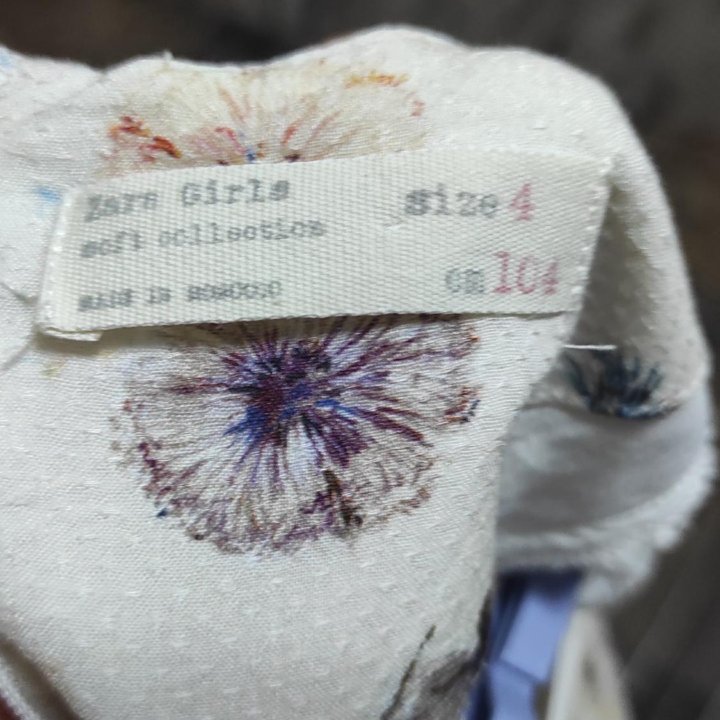 Zara Girls size 4
soft collection
MADE IN MOROCCO cm 104